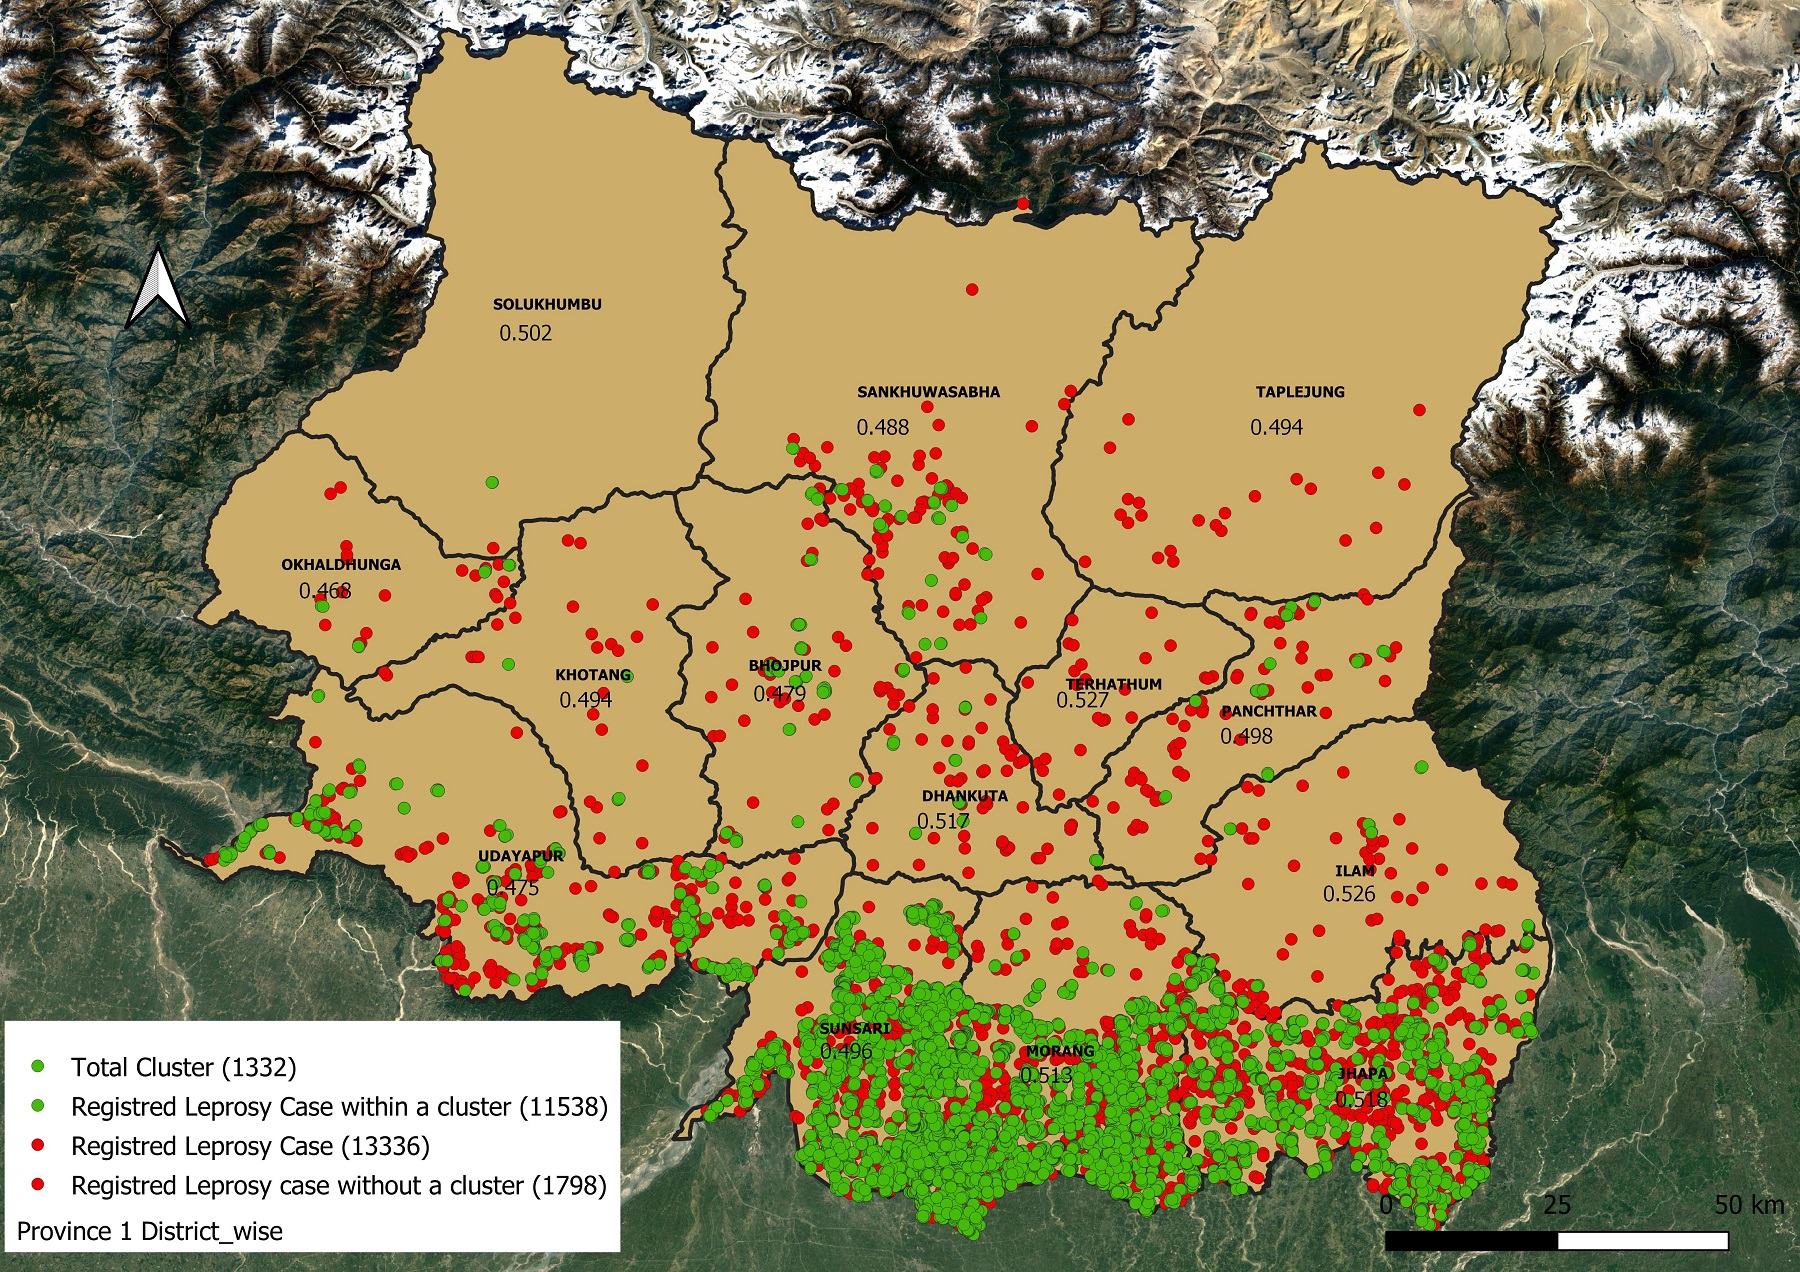 SOLUKHUMBU
0.502
SANKHUWASABHA
0.488
TAPLEJUNG
0.494
OKHALDHUNGA
0.468
KHOTANG
0.494
BHOJPUR
0.479
TERHATHUM
0.527
PANCHTHAR
0.498
DHANKUTA
0.517
UDAYAPUR
0.475
ILAM
0.526
SUNSARI
0.496
MORANG
0.513
JHAPA
0.518
Total Cluster (1332)
Registred Leprosy Case within a cluster (11538)
Registred Leprosy Case (13336)
Registred Leprosy case without a cluster (1798)
Province 1 District_wise
0 25 50 km